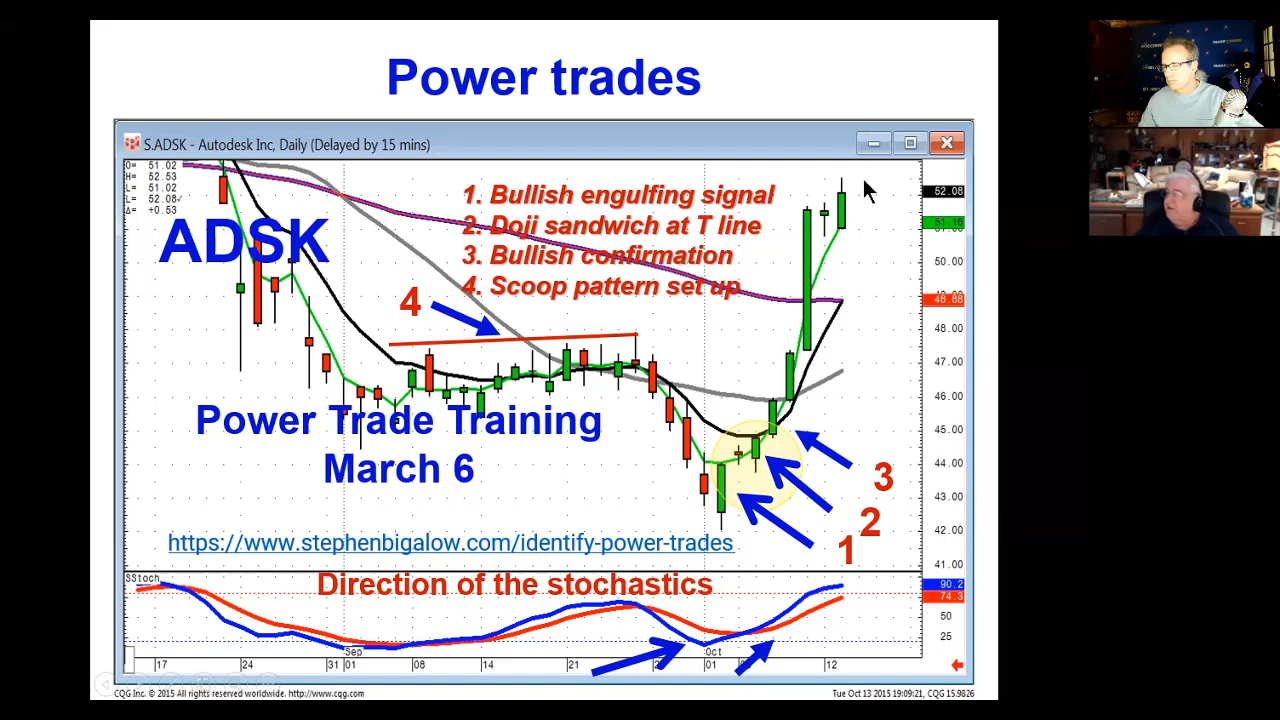 Power trades
S.ADSK - Autodesk Inc, Daily (Delayed by 15 mins)
O= 51.02
H= 52.53
L= 51.02
L= 52.08✓
Δ= +0.53
1. Bullish engulfing signal
2. Doji sandwich at T line
3. Bullish confirmation
4. Scoop pattern set up
ADSK
52.08
51.16
50.00
48.88
48.00
47.00
46.00
45.00
44.00
43.00
42.00
41.00
4
Power Trade Training
March 6
3
2
1
https://www.stephenbigalow.com/identify-power-trades
SStoch
Direction of the stochastics
90.2
74.3
50
25
Sep
Oct
17
24
31
01
08
14
21
01
12
CQG Inc. © 2015 All rights reserved worldwide. http://www.cqg.com
Tue Oct 13 2015 19:09:21, CQG 15.9826